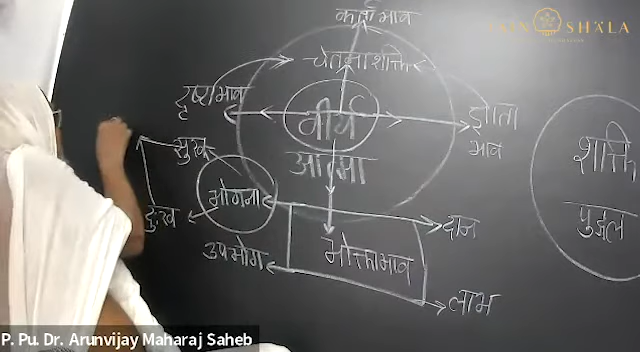 कर्ता भाव
JAIN SHALA
चेतना शक्ति
दृष्टा भाव
वीर्य
ज्ञाता
भाव
शक्ति
सुख
आत्मा
भोगना
दुःख
दान
पुद्गल
उपभोग
भोक्ता भाव
लाभ
P. Pu. Dr. Arunvijay Maharaj Saheb